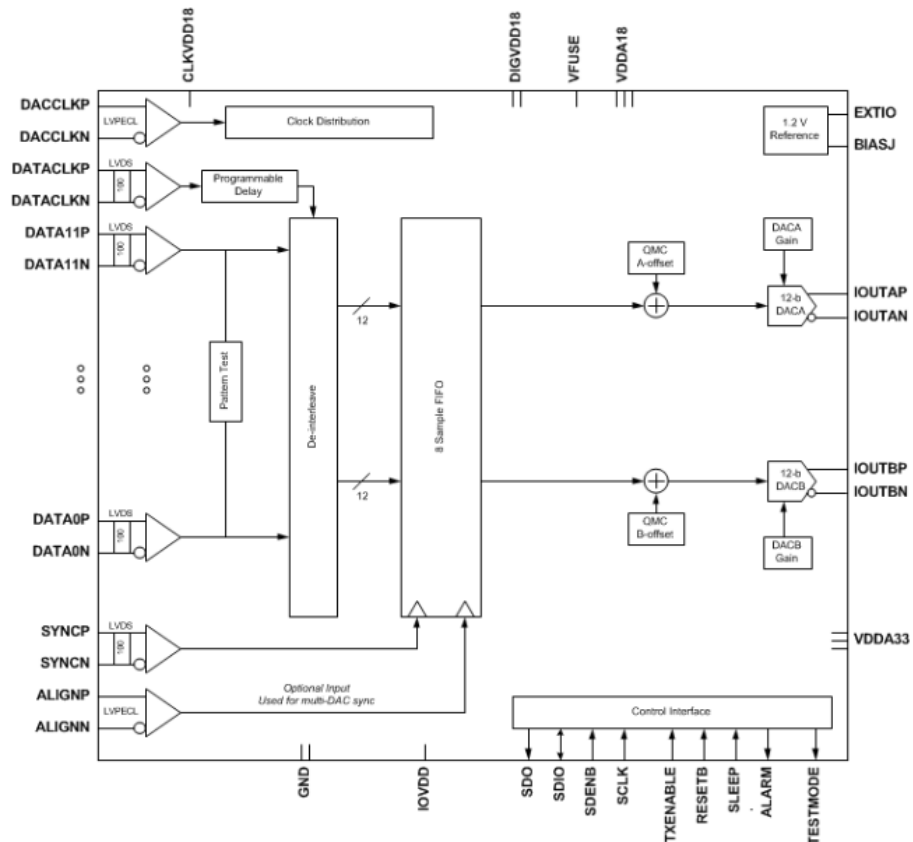 CLKVDD18
DIGVDD18
VFUSE
VDDA18
DACCLKP
LVPECL
DACCLKN
Clock Distribution
1.2 V
Reference
EXTIO
BIASJ
DATACLKP
LVDS
100
DATACLKN
Programmable
Delay
DATA11P
LVDS
100
DATA11N
Pattern Test
De-interleave
12
12
8 Sample FIFO
QMC
A-offset
DACA
Gain
12-b
DACA
IOUTAP
IOUTAN
12-b
DACB
IOUTBP
IOUTBN
QMC
B-offset
DACB
Gain
DATA0P
LVDS
100
DATA0N
SYNCP
LVDS
100
SYNCN
VDDA33
ALIGNP
LVPECL
ALIGNN
Optional Input
Used for multi-DAC sync
Control Interface
GND
IOVDD
SDO
SDIO
SDENB
SCLK
TXENABLE
RESETB
SLEEP
ALARM
TESTMODE